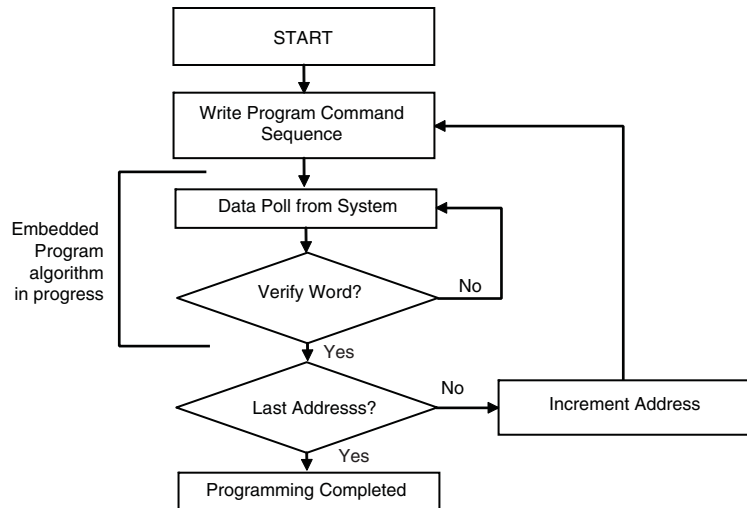 START
Write Program Command
Sequence
Data Poll from System
Embedded
Program
algorithm
in progress
Verify Word?
No
Yes
Last Addresss?
No
Increment Address
Yes
Programming Completed